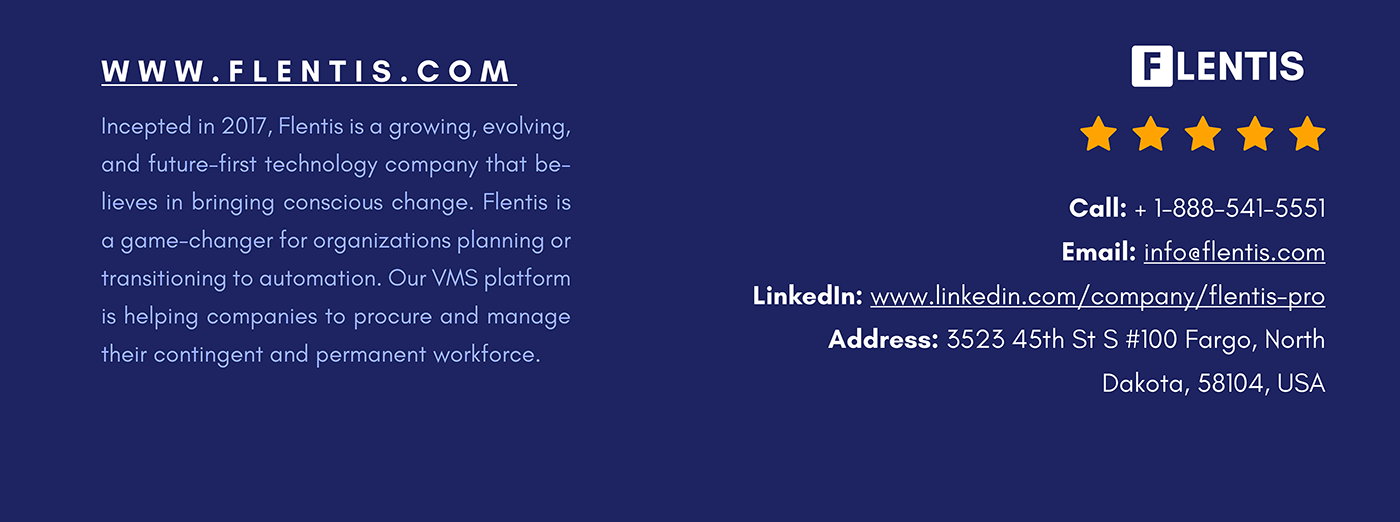 WWW.FLENTIS.COM
Incepted in 2017, Flentis is a growing, evolving,
and future-first technology company that be-
lieves in bringing conscious change. Flentis is
a game-changer for organizations planning or
transitioning to automation. Our VMS platform
is helping companies to procure and manage
their contingent and permanent workforce.
FLENTIS
Call: + 1-888-541-5551
Email: info@flentis.com
LinkedIn: www.linkedin.com/company/flentis-pro
Address: 3523 45th St S #100 Fargo, North
Dakota, 58104, USA